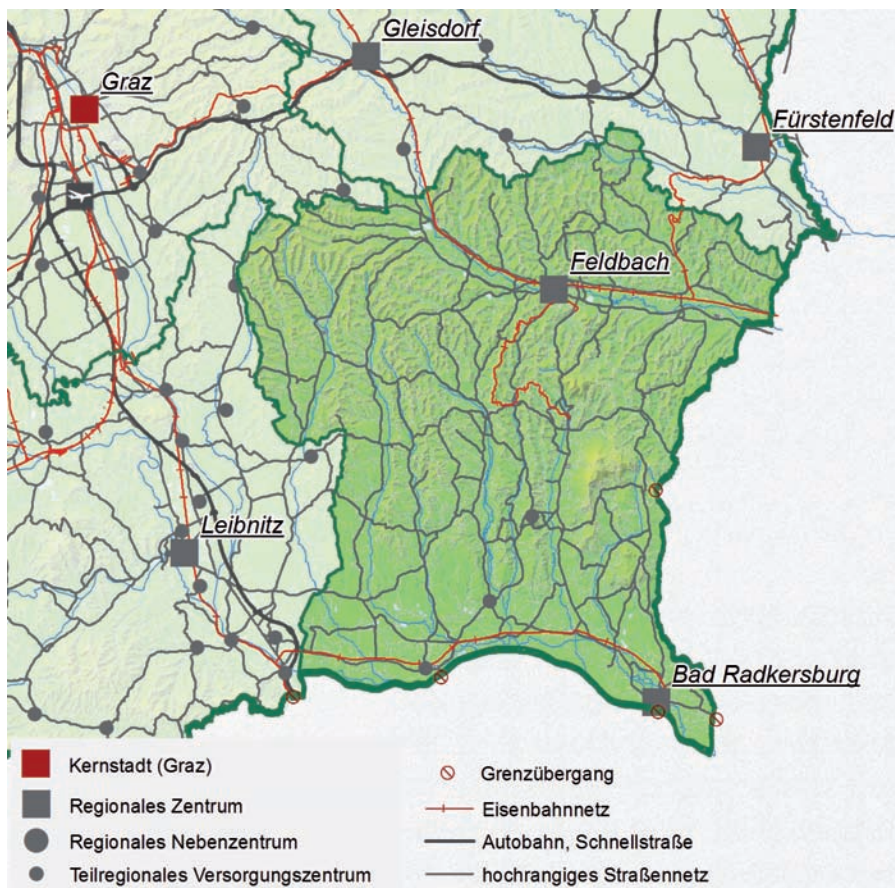 Gleisdorf
Graz
Fürstenfeld
Feldbach
Leibnitz
Bad Radkersburg
Kernstadt (Graz)
Regionales Zentrum
Regionales Nebenzentrum
Teilregionales Versorgungszentrum
Grenzübergang
Eisenbahnnetz
Autobahn, Schnellstraße
hochrangiges Straßennetz